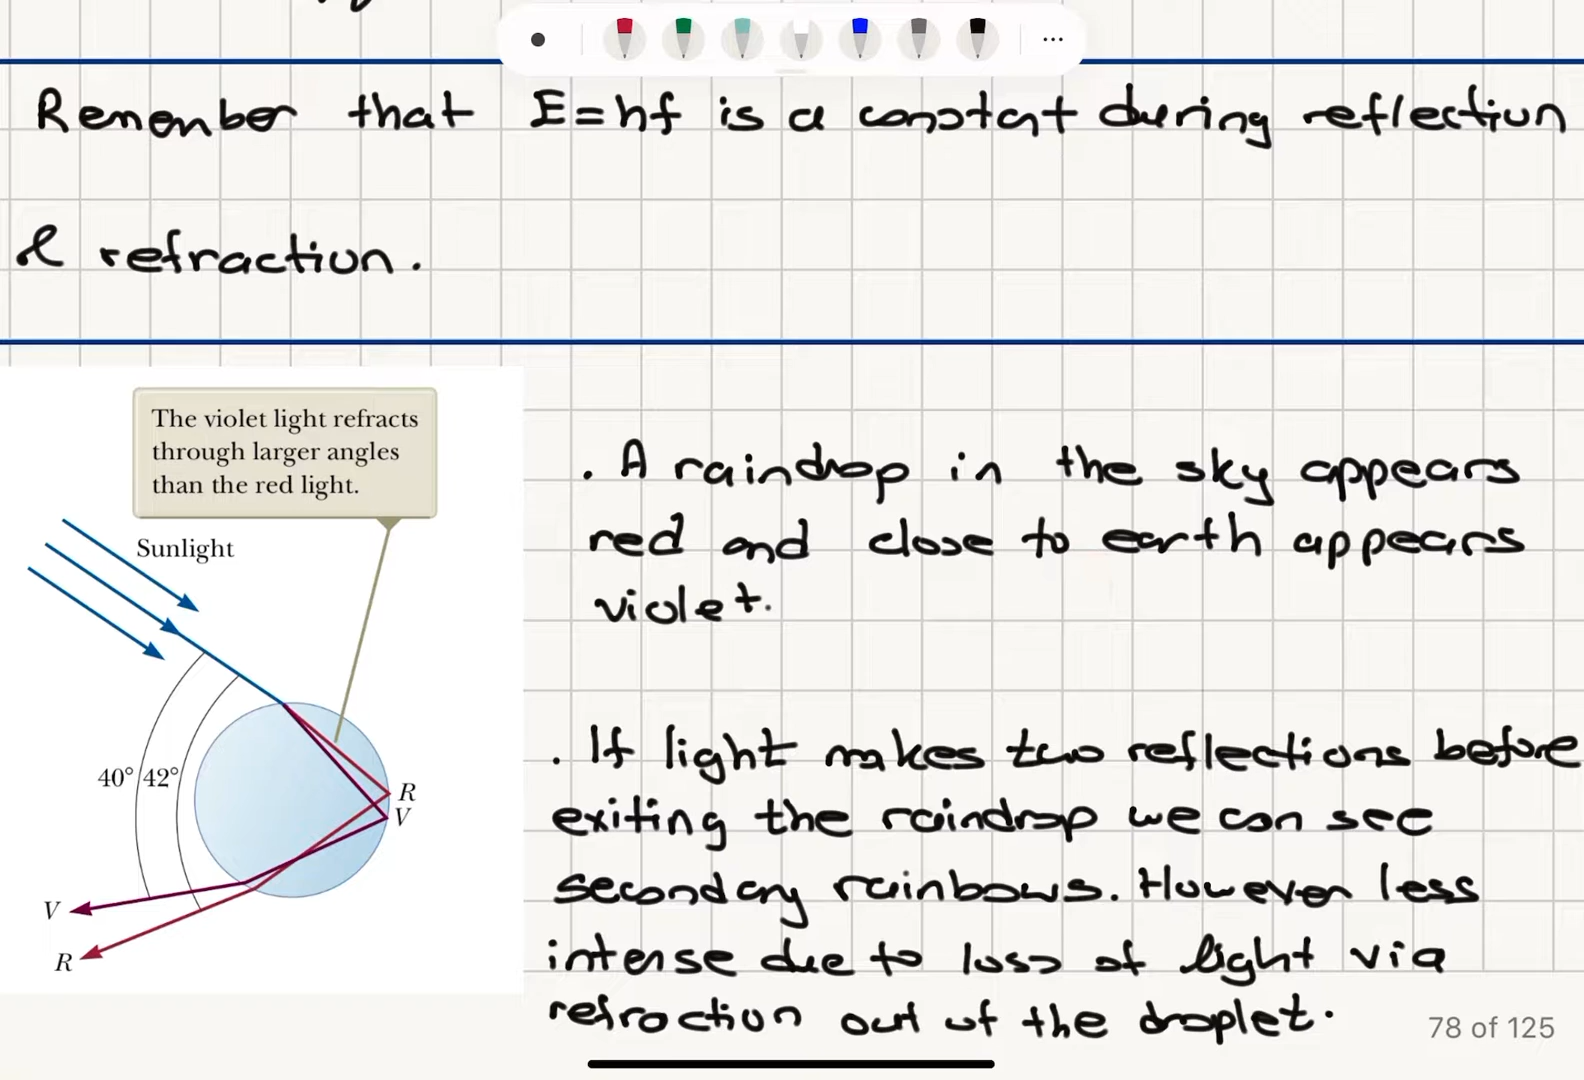 Remember that E=hf is a constant during reflection
& refraction.
The violet light refracts
through larger angles
than the red light.
Sunlight
40° 42°
R
V
V
R
. A raindrop in the sky appears
red and close to earth appears
violet.
. If light makes two reflections before
exiting the raindrop we can see
secondary rainbows. However less
intense due to loss of light via
refraction out of the droplet.
78 of 125